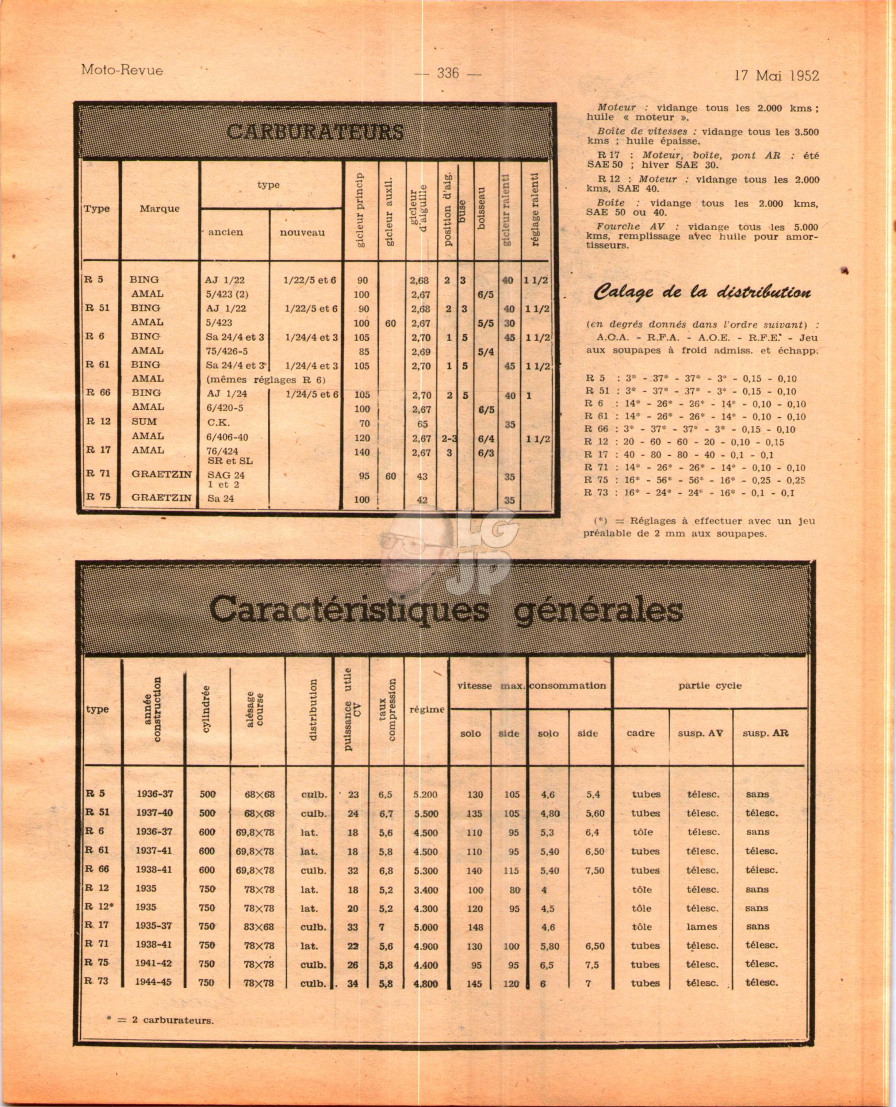 Moto-Revue — 336 — 17 Mai 1952
CARBURATEURS
Type Marque type gicleur princip gicleur auxil. gicleur d'aiguille position d'aig. buse boisseau gicleur ralenti réglage ralenti
ancien nouveau
R 5 BING AJ 1/22 1/22/5 et 6 90 2,68 2 3 40 1 1/2
AMAL 5/423 (2) 100 2,67 6/5
R 51 BING AJ 1/22 1/22/5 et 6 90 2,68 2 3 40 1 1/2
AMAL 5/423 100 60 2,67 5/5 30
R 6 BING Sa 24/4 et 3 1/24/4 et 3 105 2,70 1 5 45 1 1/2
AMAL 75/426-5 85 2,69 5/4
R 61 BING Sa 24/4 et 3 1/24/4 et 3 105 2,70 1 5 45 1 1/2
AMAL (mêmes réglages R 6)
R 66 BING AJ 1/24 1/24/5 et 6 105 2,70 2 5 40 1
AMAL 6/420-5 100 2,67 6/5
R 12 SUM C.K. 70 65 35
AMAL 6/406-40 120 2,67 2-3 6/4 1 1/2
R 17 AMAL 76/424 140 2,67 3 6/3
SR et SL
R 71 GRAETZIN SAG 24 95 60 43 35
1 et 2
R 75 GRAETZIN Sa 24 100 42 35
Moteur : vidange tous les 2.000 kms ;
huile « moteur ».
Boîte de vitesses : vidange tous les 3.500
kms ; huile épaisse.
R 17 : Moteur, boîte, pont AR : été
SAE 50 ; hiver SAE 30.
R 12 : Moteur : vidange tous les 2.000
kms, SAE 40.
Boîte : vidange tous les 2.000 kms,
SAE 50 ou 40.
Fourche AV : vidange tous les 5.000
kms, remplissage avec huile pour amor-
tisseurs.
Calage de la distribution
(en degrés donnés dans l'ordre suivant) :
A.O.A. - R.F.A. - A.O.E. - R.F.E. - Jeu
aux soupapes à froid admiss. et échapp.
R 5 : 3° - 37° - 37° - 3° - 0,15 - 0,10
R 51 : 3° - 37° - 37° - 3° - 0,15 - 0,10
R 6 : 14° - 26° - 26° - 14° - 0,10 - 0,10
R 61 : 14° - 26° - 26° - 14° - 0,10 - 0,10
R 66 : 3° - 37° - 37° - 3° - 0,15 - 0,10
R 12 : 20 - 60 - 60 - 20 - 0,10 - 0,15
R 17 : 40 - 80 - 80 - 40 - 0,1 - 0,1
R 71 : 14° - 26° - 26° - 14° - 0,10 - 0,10
R 75 : 16° - 56° - 56° - 16° - 0,25 - 0,25
R 73 : 16° - 24° - 24° - 16° - 0,1 - 0,1
(*) = Réglages à effectuer avec un jeu
préalable de 2 mm aux soupapes.
LG
JP
Caractéristiques générales
type année construction cylindrée alésage course distribution puissance utile CV taux compression régime vitesse max. consommation partie cycle
solo side solo side cadre susp. AV susp. AR
R 5 1936-37 500 68×68 culb. 23 6,5 5.200 130 105 4,6 5,4 tubes télesc. sans
R 51 1937-40 500 68×68 culb. 24 6,7 5.500 135 105 4,80 5,60 tubes télesc. télesc.
R 6 1936-37 600 69,8×78 lat. 18 5,6 4.500 110 95 5,3 6,4 tôle télesc. sans
R 61 1937-41 600 69,8×78 lat. 18 5,8 4.500 110 95 5,40 6,50 tubes télesc. télesc.
R 66 1938-41 600 69,8×78 culb. 32 6,8 5.300 140 115 5,40 7,50 tubes télesc. télesc.
R 12 1935 750 78×78 lat. 18 5,2 3.400 100 80 4 tôle télesc. sans
R 12* 1935 750 78×78 lat. 20 5,2 4.300 120 95 4,5 tôle télesc. sans
R 17 1935-37 750 83×68 culb. 33 7 5.000 148 4,6 tôle lames sans
R 71 1938-41 750 78×78 lat. 22 5,6 4.900 130 100 5,80 6,50 tubes télesc. télesc.
R 75 1941-42 750 78×78 culb. 26 5,8 4.400 95 95 6,5 7,5 tubes télesc. télesc.
R 73 1944-45 750 78×78 culb. 34 5,8 4.800 145 120 6 7 tubes télesc. télesc.
* = 2 carburateurs.